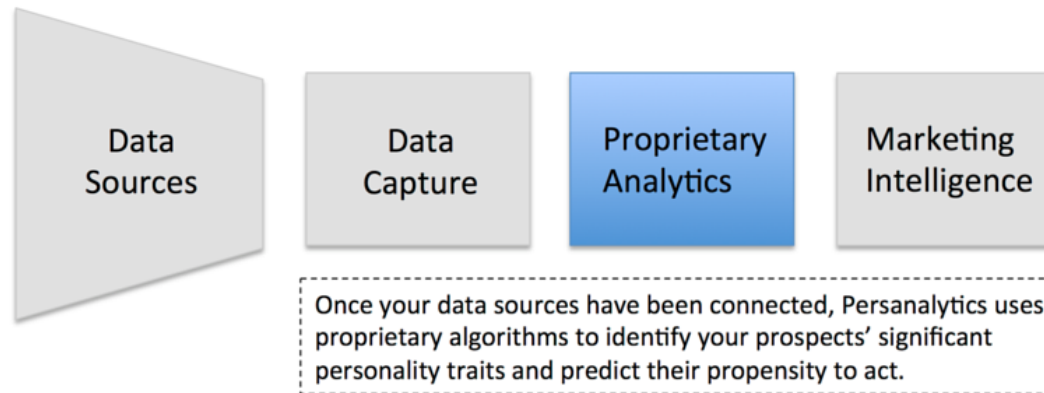 Data
Sources
Data
Capture
Proprietary
Analytics
Marketing
Intelligence
Once your data sources have been connected, Persanalytics uses
proprietary algorithms to identify your prospects’ significant
personality traits and predict their propensity to act.